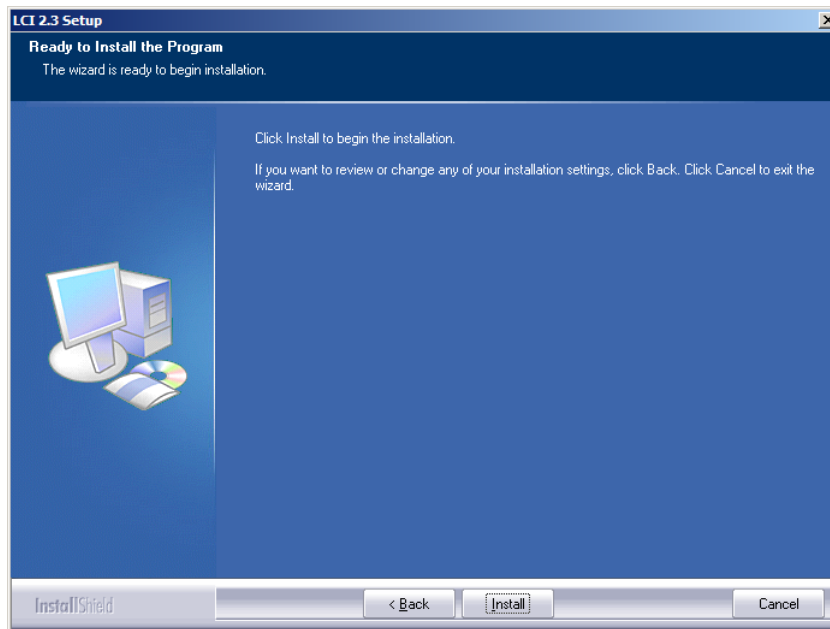 LCI 2.3 Setup
Ready to Install the Program
The wizard is ready to begin installation.
Click Install to begin the installation.
If you want to review or change any of your installation settings, click Back. Click Cancel to exit the
wizard.
InstallShield
< Back
Install
Cancel